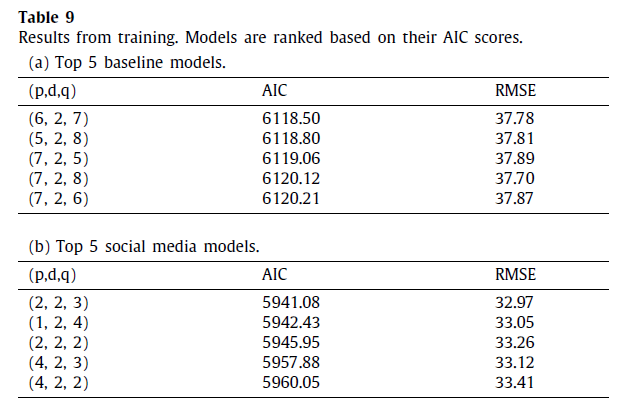 Table 9
Results from training. Models are ranked based on their AIC scores.
(a) Top 5 baseline models.
(p,d,q) AIC RMSE
(6, 2, 7) 6118.50 37.78
(5, 2, 8) 6118.80 37.81
(7, 2, 5) 6119.06 37.89
(7, 2, 8) 6120.12 37.70
(7, 2, 6) 6120.21 37.87
(b) Top 5 social media models.
(p,d,q) AIC RMSE
(2, 2, 3) 5941.08 32.97
(1, 2, 4) 5942.43 33.05
(2, 2, 2) 5945.95 33.26
(4, 2, 3) 5957.88 33.12
(4, 2, 2) 5960.05 33.41